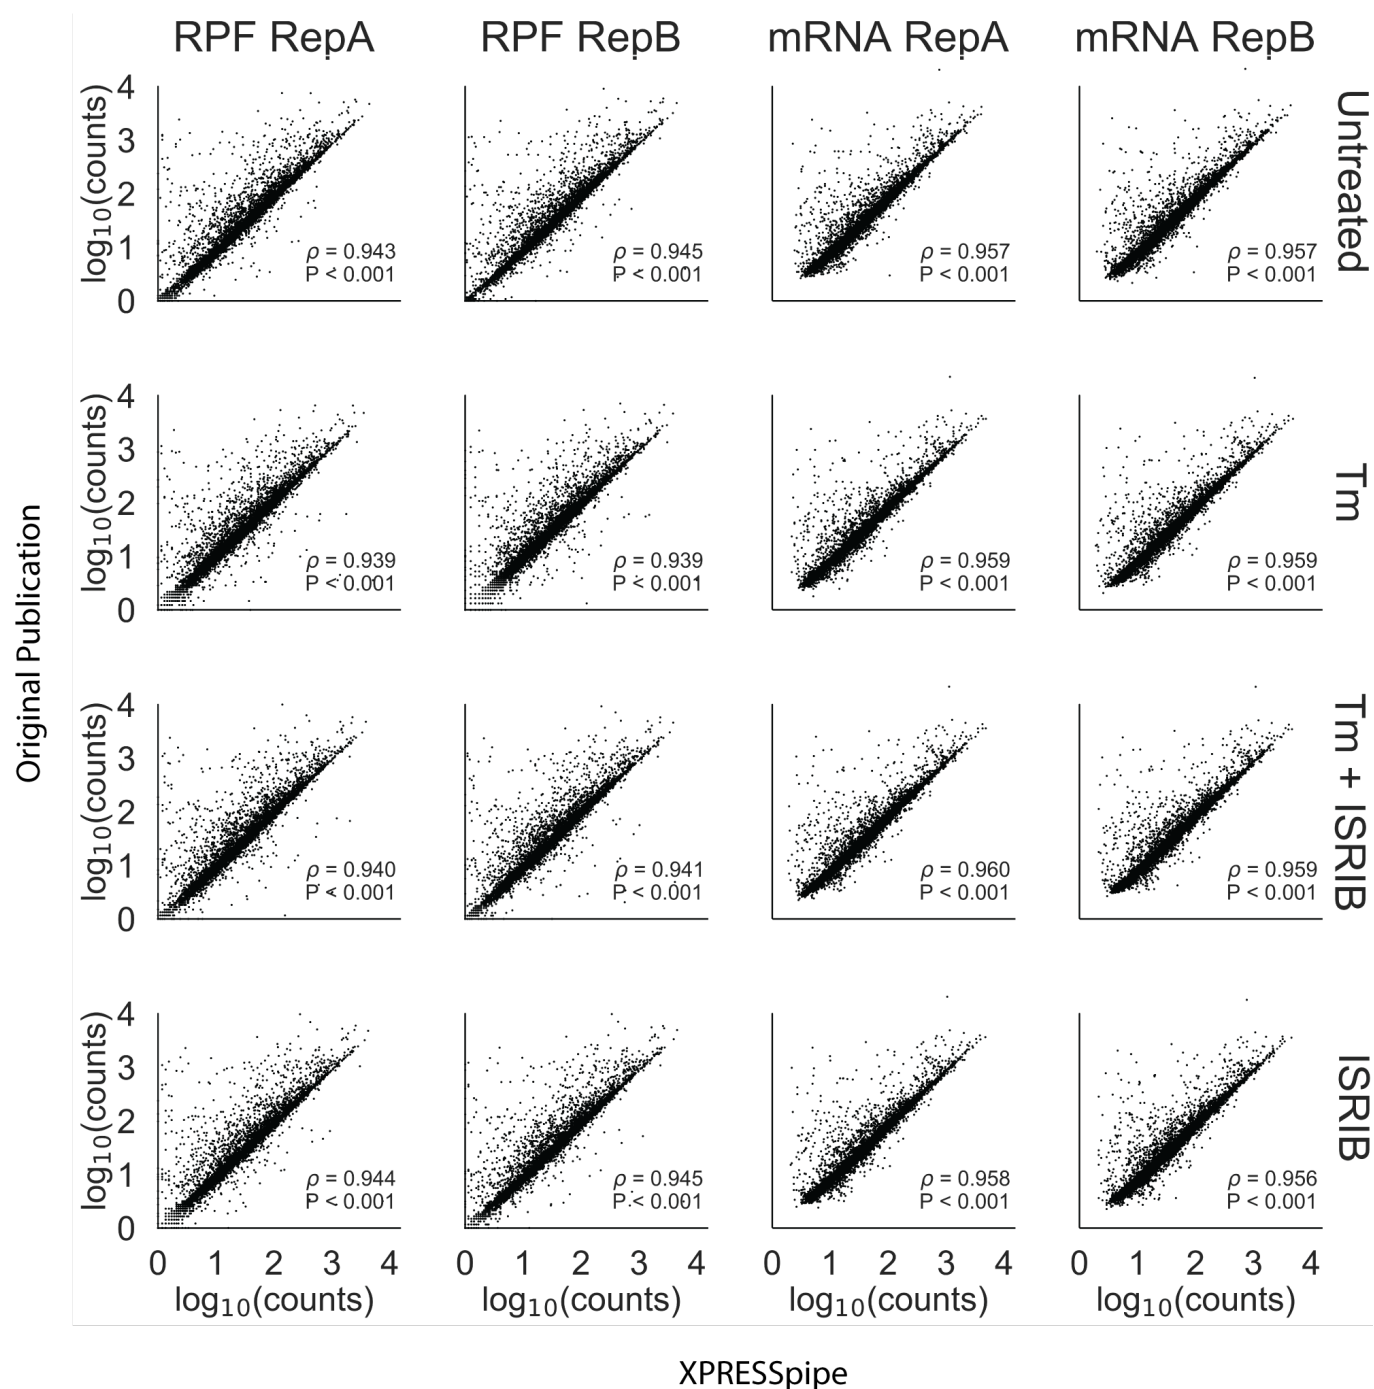 RPF RepA RPF RepB mRNA RepA mRNA RepB
Original Publication
log10(counts)
4
3
2
1
0
ρ = 0.943
P < 0.001
ρ = 0.945
P < 0.001
ρ = 0.957
P < 0.001
ρ = 0.957
P < 0.001
Untreated
log10(counts)
4
3
2
1
0
ρ = 0.939
P < 0.001
ρ = 0.939
P < 0.001
ρ = 0.959
P < 0.001
ρ = 0.959
P < 0.001
Tm
log10(counts)
4
3
2
1
0
ρ = 0.940
P < 0.001
ρ = 0.941
P < 0.001
ρ = 0.960
P < 0.001
ρ = 0.959
P < 0.001
Tm + ISRIB
log10(counts)
4
3
2
1
0
ρ = 0.944
P < 0.001
ρ = 0.945
P < 0.001
ρ = 0.958
P < 0.001
ρ = 0.956
P < 0.001
ISRIB
0 1 2 3 4 0 1 2 3 4 0 1 2 3 4 0 1 2 3 4
log10(counts) log10(counts) log10(counts) log10(counts)
XPRESSpipe